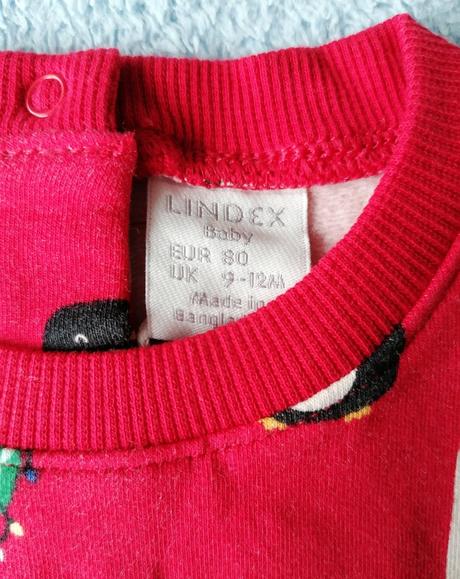 LINDEX
Baby
EUR 80
UK 9-12M
Made in